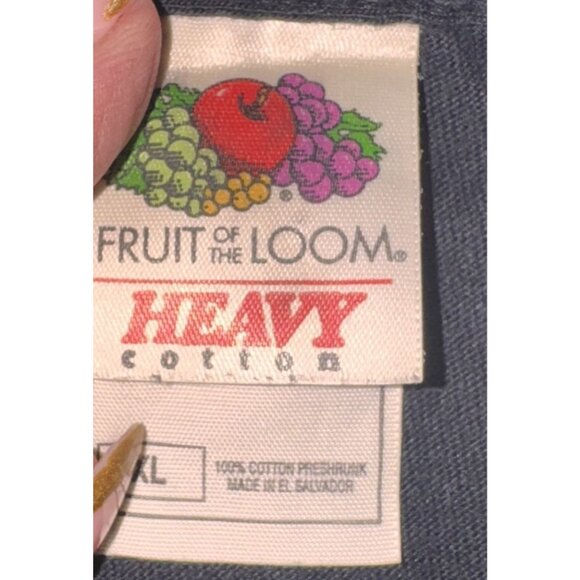 ®
FRUIT OF THE LOOM®
HEAVY
cotton
XL
100% COTTON PRESHRUNK
MADE IN EL SALVADOR